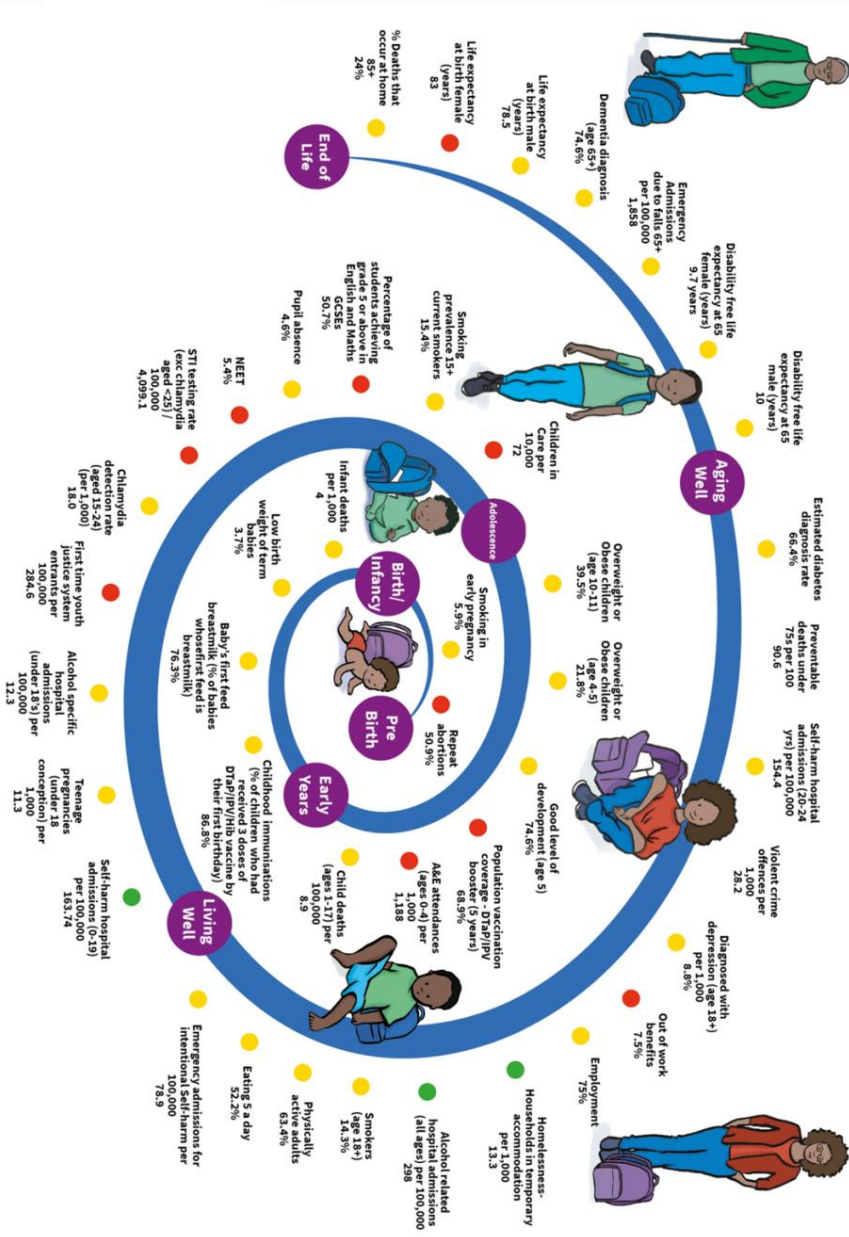 Pre
Birth
Repeat
abortions
50.9%
Smoking in
early pregnancy
5.9%
Birth/
Infancy
Infant deaths
per 1,000
4
Low birth
weight of term
babies
3.7%
Baby's first feed
breastmilk (% of babies
whosefirst feed is
breastmilk)
76.3%
Childhood immunisations
(% of children who had
received 3 doses of
DTaP/IPV/Hib vaccine by
their first birthday)
86.8%
Early
Years
Child deaths
(ages 1-17) per
100,000
8.9
A&E attendances
(ages 0-4) per
1,000
1,188
Population vaccination
coverage - DTaP/IPV
booster (5 years)
68.9%
Good level of
development (age 5)
74.6%
Overweight or
Obese children
(age 4-5)
21.8%
Overweight or
Obese children
(age 10-11)
39.5%
Adolescence
Children in
Care per
10,000
72
Smoking
prevalence 15+
current smokers
15.4%
Percentage of
students achieving
grade 5 or above in
English and Maths
GCSEs
50.7%
Pupil absence
4.6%
NEET
5.4%
STI testing rate
(exc chlamydia
aged <25) /
100,000
4,099.1
Chlamydia
detection rate
(aged 15-24)
(per 1,000)
18.0
First time youth
justice system
entrants per
100,000
284.6
Alcohol specific
hospital
admissions
(under 18's) per
100,000
12.3
Teenage
pregnancies
(under 18
conception) per
1,000
11.3
Self-harm hospital
admissions (0-19)
per 100,000
163.74
Living
Well
Emergency admissions for
intentional Self-harm per
100,000
78.9
Eating 5 a day
52.2%
Physically
active adults
63.4%
Smokers
(age 18+)
14.3%
Alcohol related
hospital admissions
(all ages) per 100,000
298
Homelessness-
Households in temporary
accommodation
per 1,000
13.3
Employment
75%
Out of work
benefits
7.5%
Diagnosed with
depression (age 18+)
per 1,000
8.8%
Violent crime
offences per
1,000
28.2
Self-harm hospital
admissions (20-24
yrs) per 100,000
154.4
Preventable
deaths under
75s per 100
90.6
Estimated diabetes
diagnosis rate
66.4%
Aging
Well
Disability free life
expectancy at 65
male (years)
10
Disability free life
expectancy at 65
female (years)
9.7 years
Emergency
Admissions
due to falls 65+
per 100,000
1,858
Dementia diagnosis
(age 65+)
74.6%
Life expectancy
at birth male
(years)
78.5
Life expectancy
at birth female
(years)
83
% Deaths that
occur at home
85+
24%
End of
Life